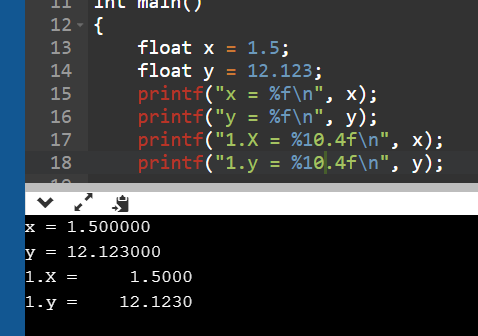 11 int main()
12 {
13 float x = 1.5;
14 float y = 12.123;
15 printf("x = %f\n", x);
16 printf("y = %f\n", y);
17 printf("1.X = %10.4f\n", x);
18 printf("1.y = %10.4f\n", y);
x = 1.500000
y = 12.123000
1.X =     1.5000
1.y =    12.1230